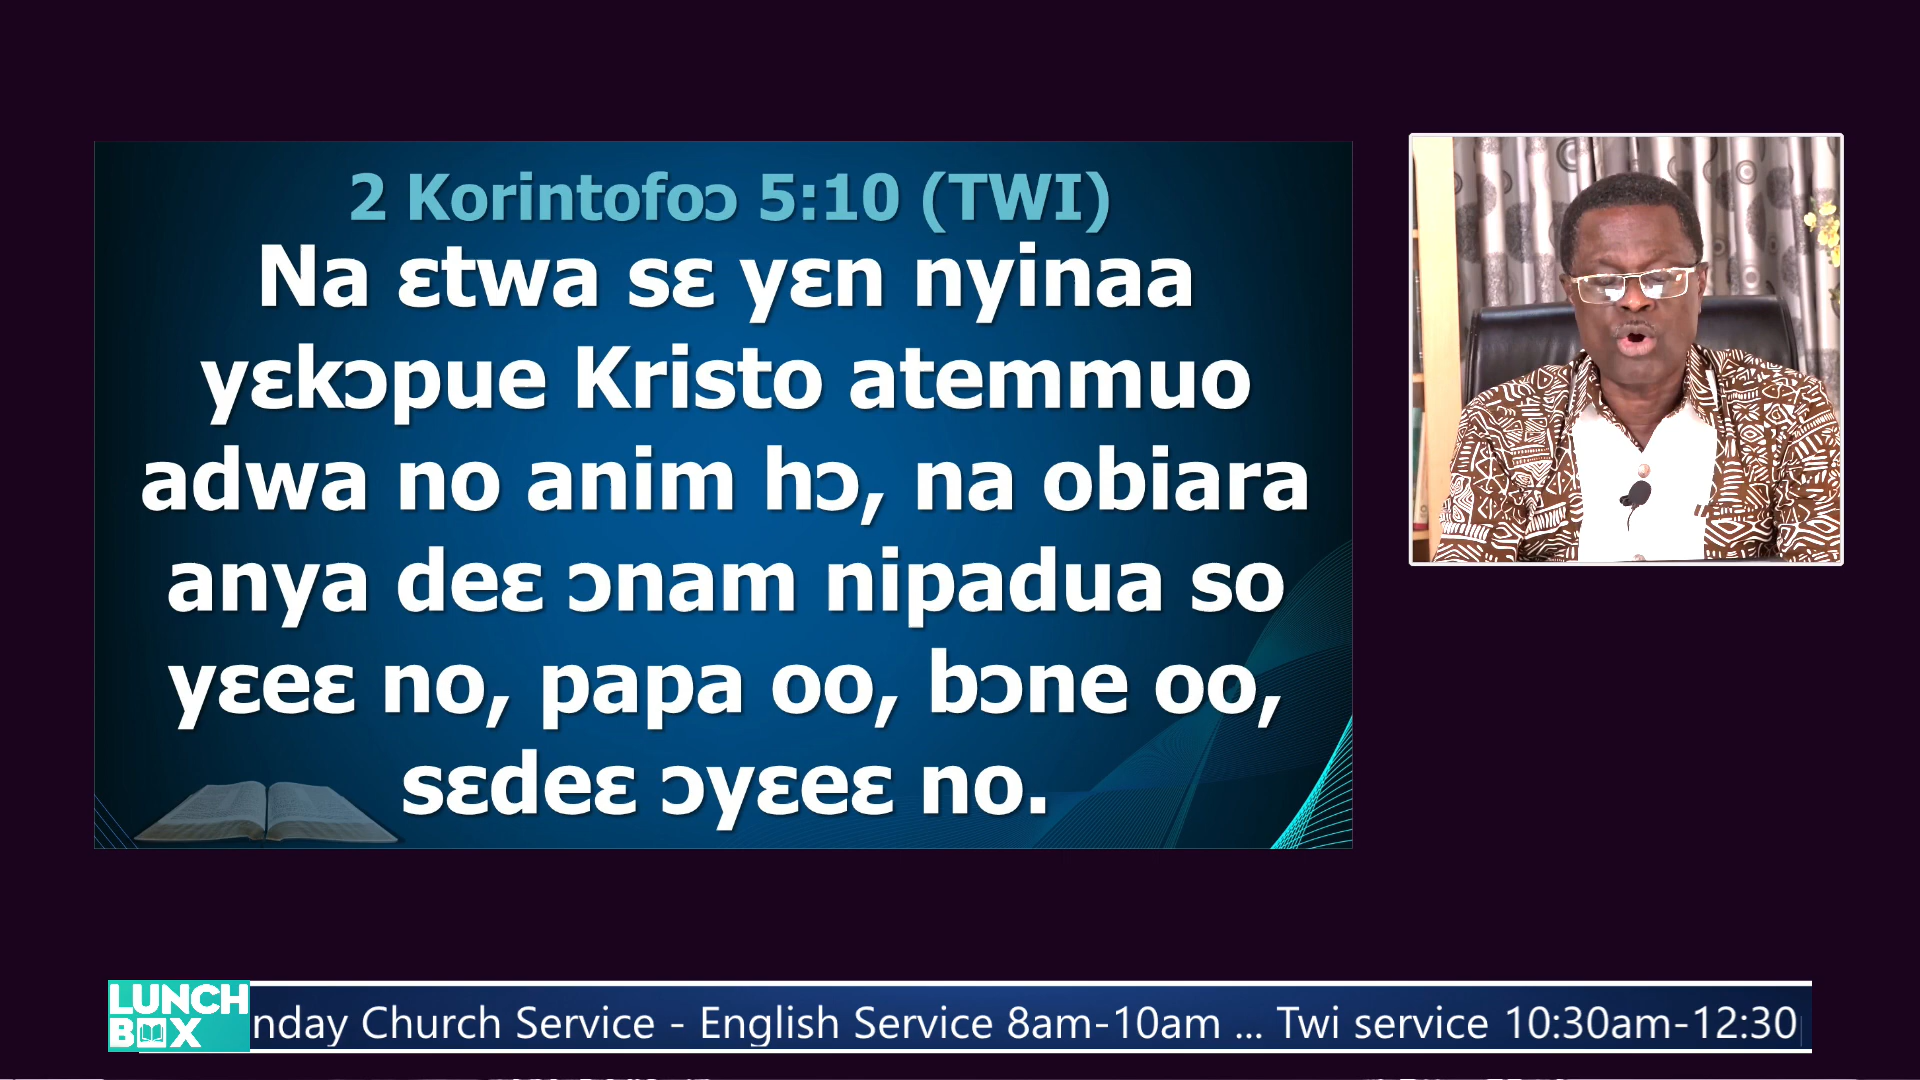 2 Korintofoɔ 5:10 (TWI)
Na ɛtwa sɛ yɛn nyinaa
yɛkɔpue Kristo atemmuo
adwa no anim hɔ, na obiara
anya deɛ ɔnam nipadua so
yɛeɛ no, papa oo, bɔne oo,
sɛdeɛ ɔyɛeɛ no.
LUNCH
BOX
nday Church Service - English Service 8am-10am ... Twi service 10:30am-12:30